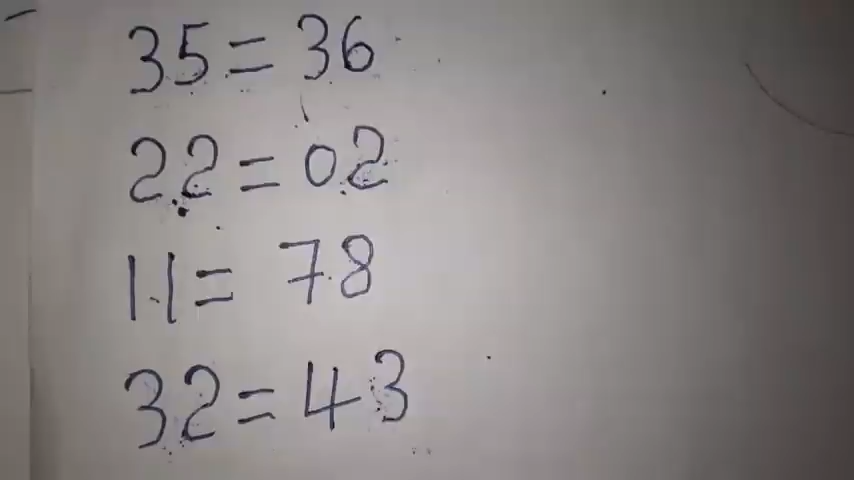 35 = 36
22 = 02
11 = 78
32 = 43